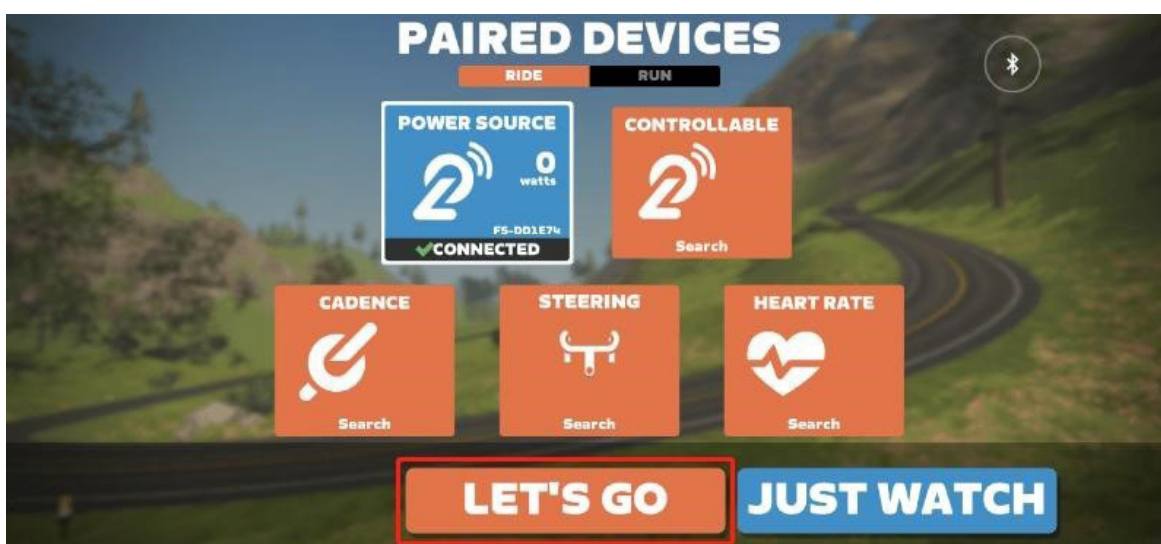 PAIRED DEVICES
RIDE
RUN
POWER SOURCE
0
watts
FS-DD1E74
CONNECTED
CONTROLLABLE
Search
CADENCE
Search
STEERING
Search
HEART RATE
Search
LET'S GO
JUST WATCH